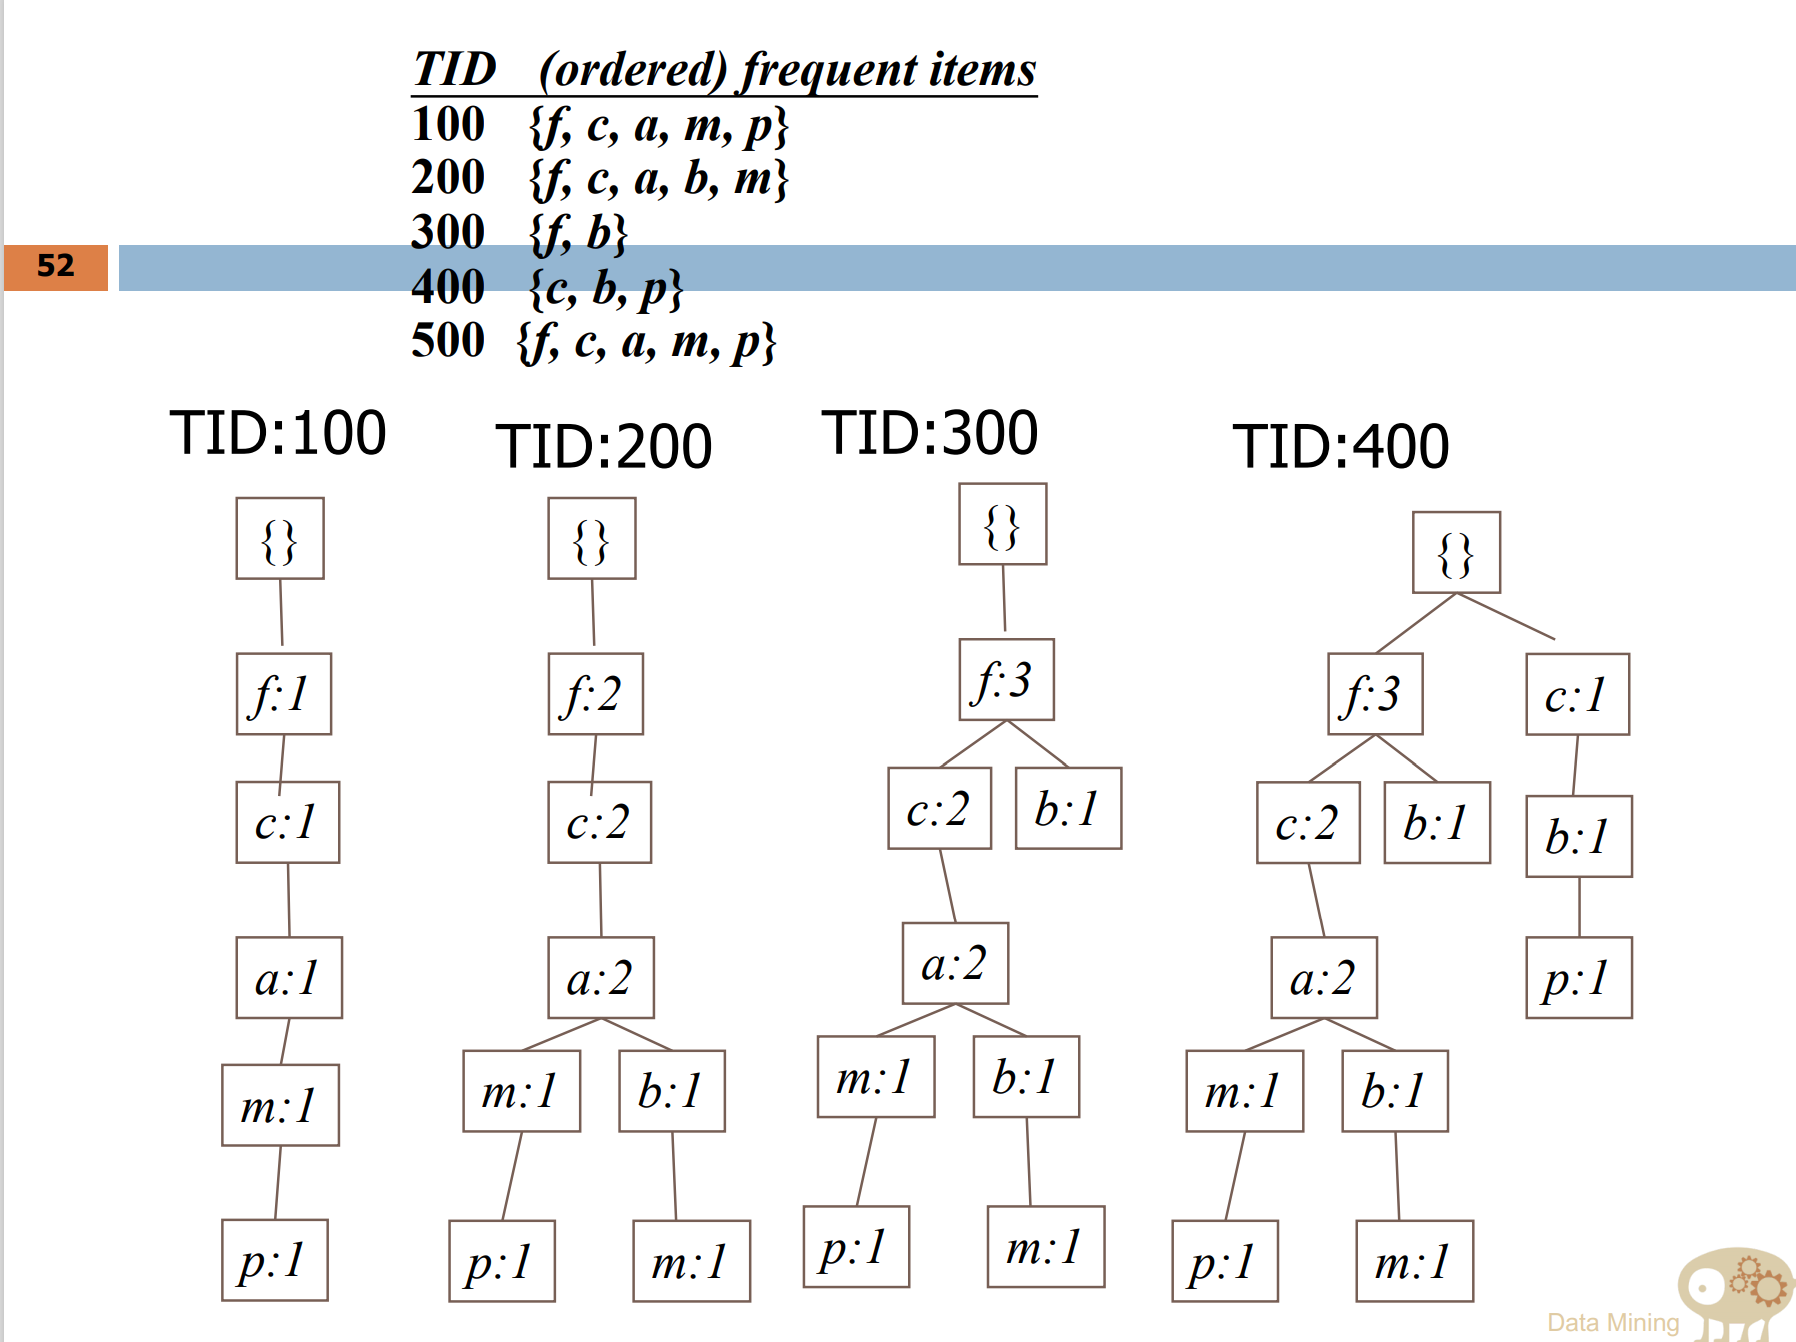 TID (ordered) frequent items
100 {f, c, a, m, p}
200 {f, c, a, b, m}
300 {f, b}
52
400 {c, b, p}
500 {f, c, a, m, p}
TID:100
TID:200
TID:300
TID:400
{}
f:1
c:1
a:1
m:1
p:1
{}
f:2
c:2
a:2
m:1 b:1
p:1 m:1
{}
f:3
c:2 b:1
a:2
m:1 b:1
p:1 m:1
{}
f:3 c:1
c:2 b:1 b:1
a:2 p:1
m:1 b:1
p:1 m:1
Data Mining